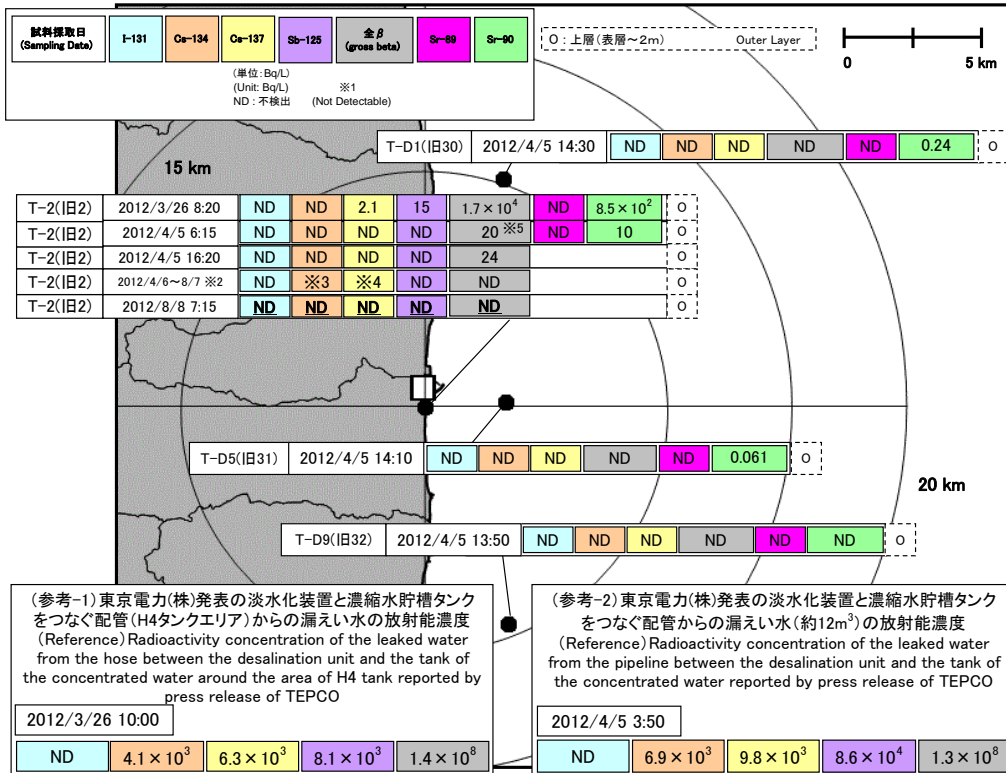 試料採取日 I-131 Cs-134 Cs-137 Sb-125 全β Sr-89 Sr-90
(Sampling Date) (gross beta)
(単位:Bq/L)
(Unit: Bq/L) ※1
ND:不検出 (Not Detectable)
O:上層(表層～2m) Outer Layer
0 5 km
T-D1(旧30) 2012/4/5 14:30 ND ND ND ND ND 0.24 O
15 km
T-2(旧2) 2012/3/26 8:20 ND ND 2.1 15 1.7×10⁴ ND 8.5×10² O
T-2(旧2) 2012/4/5 6:15 ND ND ND ND 20 ※5 ND 10 O
T-2(旧2) 2012/4/5 16:20 ND ND ND ND 24 O
T-2(旧2) 2012/4/6～8/7 ※2 ND ※3 ※4 ND ND O
T-2(旧2) 2012/8/8 7:15 ND ND ND ND ND O
T-D5(旧31) 2012/4/5 14:10 ND ND ND ND ND 0.061 O
20 km
T-D9(旧32) 2012/4/5 13:50 ND ND ND ND ND ND O
(参考-1)東京電力(株)発表の淡水化装置と濃縮水貯槽タンク
をつなぐ配管(H4タンクエリア)からの漏えい水の放射能濃度
(Reference) Radioactivity concentration of the leaked water
from the hose between the desalination unit and the tank of
the concentrated water around the area of H4 tank reported by
press release of TEPCO
2012/3/26 10:00
ND 4.1×10³ 6.3×10³ 8.1×10³ 1.4×10⁸
(参考-2)東京電力(株)発表の淡水化装置と濃縮水貯槽タンク
をつなぐ配管からの漏えい水(約12m³)の放射能濃度
(Reference) Radioactivity concentration of the leaked water
from the pipeline between the desalination unit and the tank of
the concentrated water reported by press release of TEPCO
2012/4/5 3:50
ND 6.9×10³ 9.8×10³ 8.6×10⁴ 1.3×10⁸